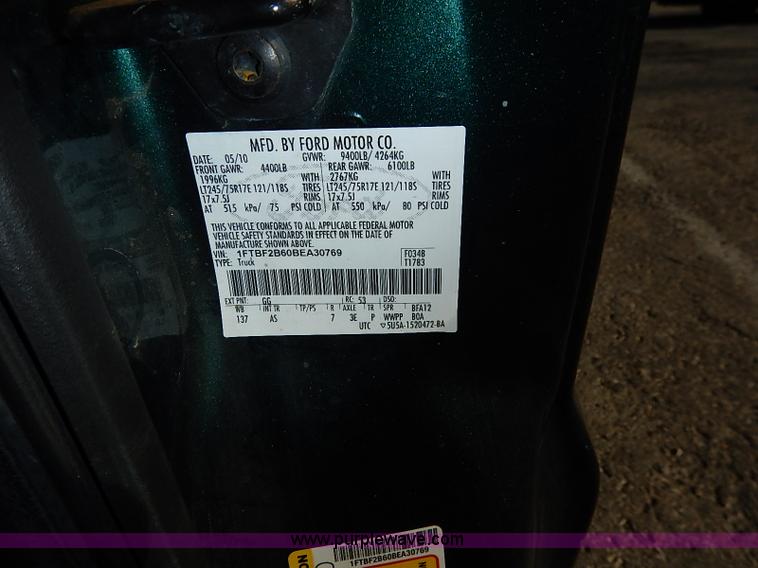 MFD. BY FORD MOTOR CO.
DATE: 05/10 GVWR: 9400LB/ 4264KG
FRONT GAWR: 4400LB REAR GAWR: 6100LB
1996KG WITH 2767KG WITH
LT245/75R17E 121/118S TIRES LT245/75R17E 121/118S TIRES
17x7.5J RIMS 17x7.5J RIMS
AT 515 kPa/ 75 PSI COLD AT 550 kPa/ 80 PSI COLD
THIS VEHICLE CONFORMS TO ALL APPLICABLE FEDERAL MOTOR
VEHICLE SAFETY STANDARDS IN EFFECT ON THE DATE OF
MANUFACTURE SHOWN ABOVE.
VIN: 1FTBF2B60BEA30769 F034B
TYPE: Truck T1783
EXT PNT: GG RC: 53 DSO:
WB INT TR TP/PS R AXLE TR SPR BFA12
137 AS 7 3E P WWPP BOA
UTC 5U5A-1520472-BA
www.purplewave.com
1FTBF2B60BEA30769